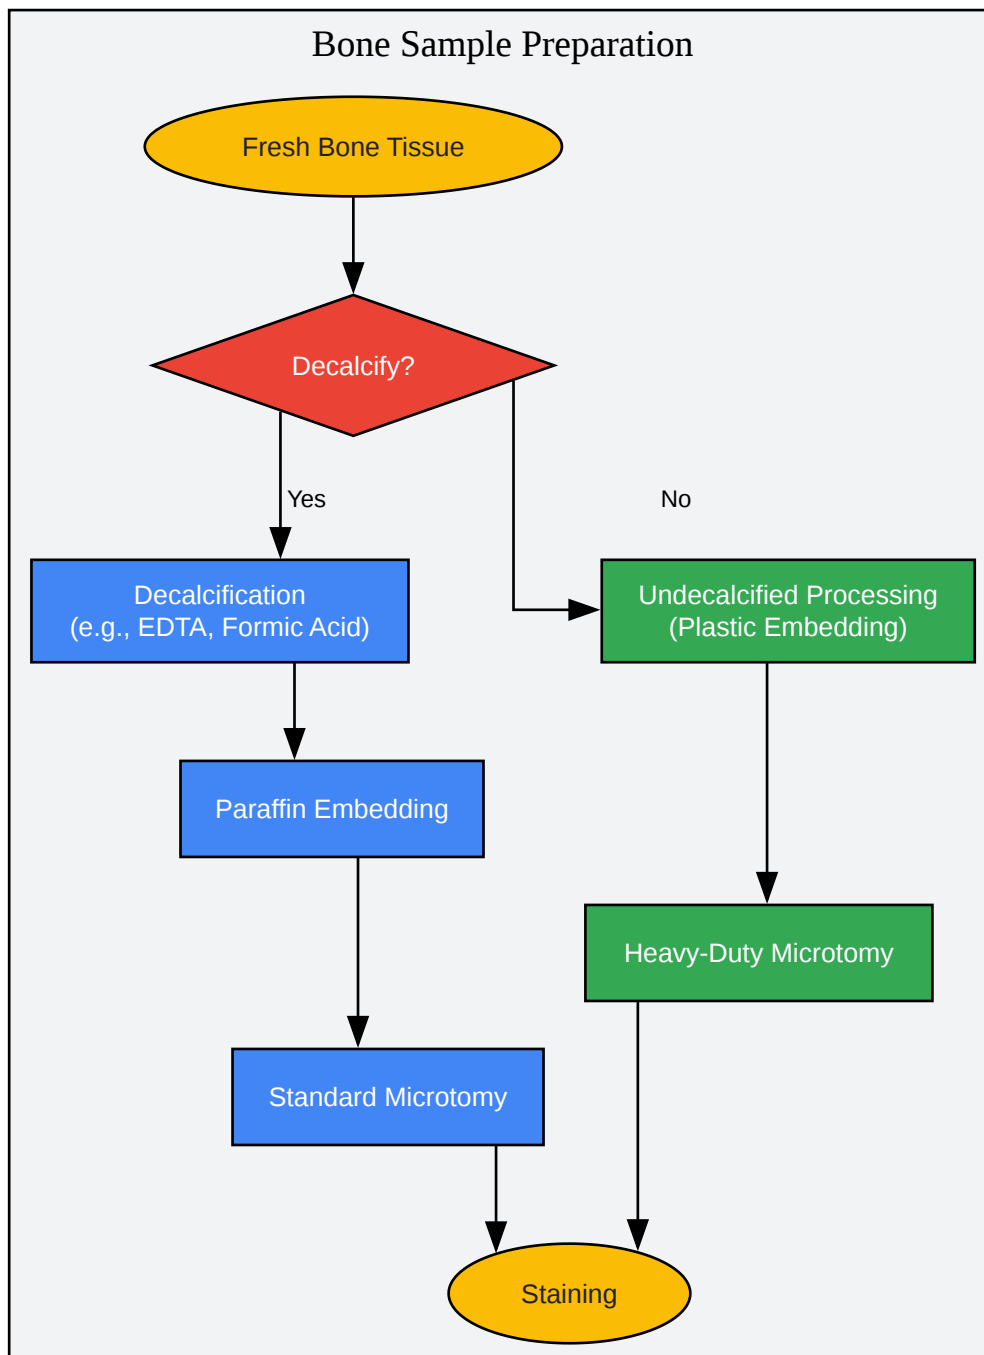 Bone Sample Preparation
Fresh Bone Tissue
Decalcify?
Yes
No
Decalcification
(e.g., EDTA, Formic Acid)
Undecalcified Processing
(Plastic Embedding)
Paraffin Embedding
Heavy-Duty Microtomy
Standard Microtomy
Staining